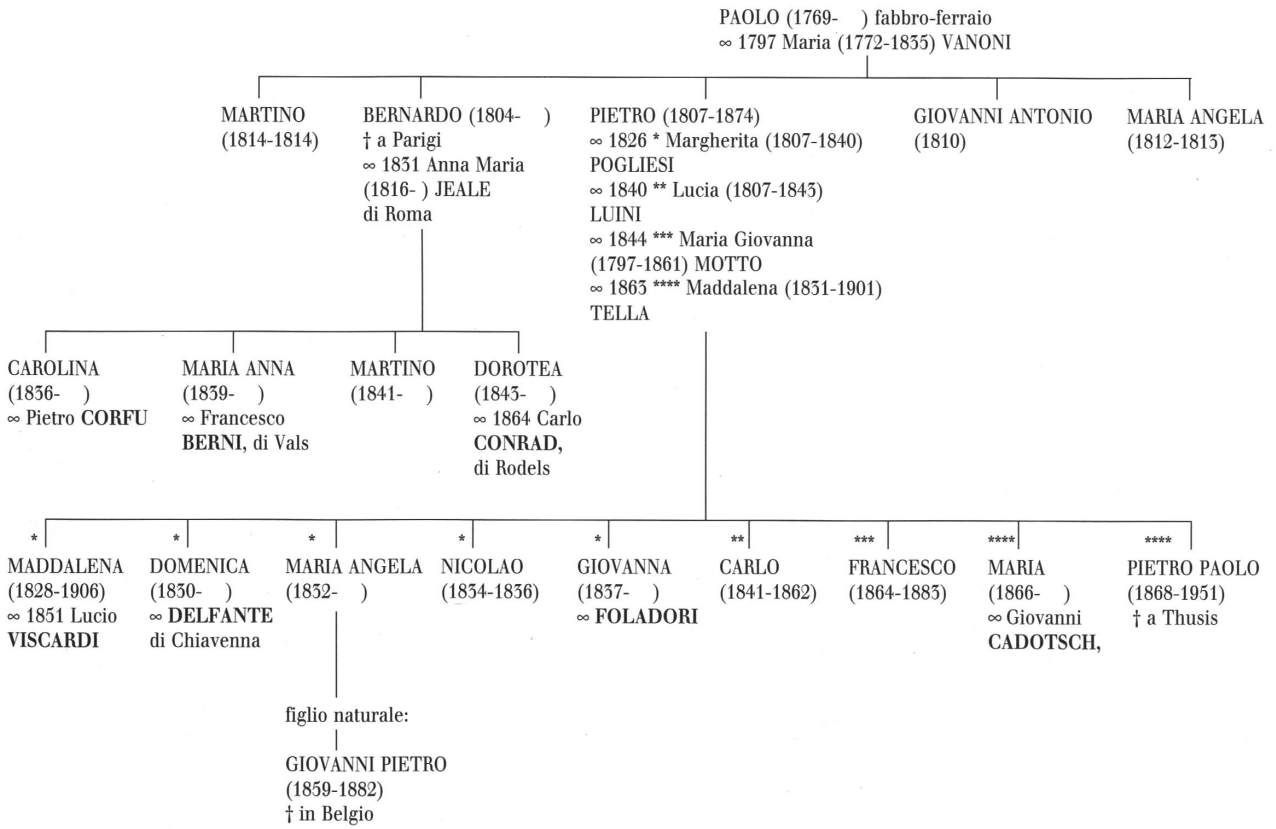 PAOLO (1769- ) fabbro-ferraio
∞ 1797 Maria (1772-1835) VANONI
MARTINO
(1814-1814)
BERNARDO (1804- )
† a Parigi
∞ 1831 Anna Maria
(1816- ) JEALE
di Roma
PIETRO (1807-1874)
∞ 1826 * Margherita (1807-1840)
POGLIESI
∞ 1840 ** Lucia (1807-1843)
LUINI
∞ 1844 *** Maria Giovanna
(1797-1861) MOTTO
∞ 1863 **** Maddalena (1831-1901)
TELLA
GIOVANNI ANTONIO
(1810)
MARIA ANGELA
(1812-1813)
CAROLINA
(1836- )
∞ Pietro CORFU
MARIA ANNA
(1839- )
∞ Francesco
BERNI, di Vals
MARTINO
(1841- )
DOROTEA
(1843- )
∞ 1864 Carlo
CONRAD,
di Rodels
*
MADDALENA
(1828-1906)
∞ 1851 Lucio
VISCARDI
*
DOMENICA
(1830- )
∞ DELFANTE
di Chiavenna
*
MARIA ANGELA
(1832- )
*
NICOLAO
(1834-1836)
*
GIOVANNA
(1837- )
∞ FOLADORI
**
CARLO
(1841-1862)
***
FRANCESCO
(1864-1883)
****
MARIA
(1866- )
∞ Giovanni
CADOTSCH,
****
PIETRO PAOLO
(1868-1951)
† a Thusis
figlio naturale:
GIOVANNI PIETRO
(1859-1882)
† in Belgio